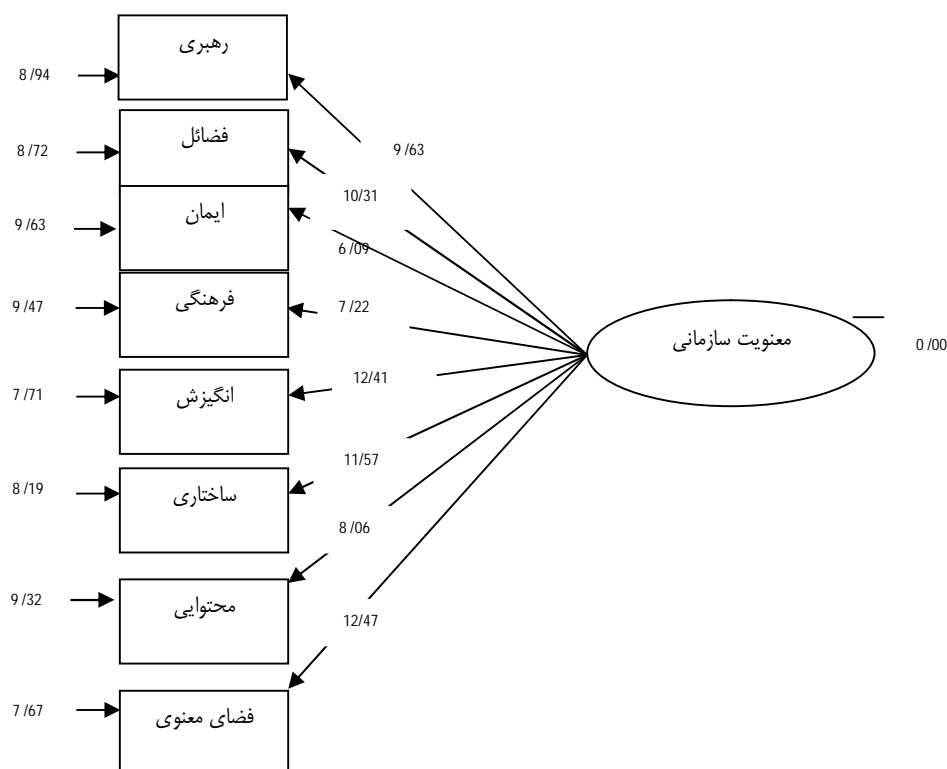 رهبری
8 /94
9 /63
فضائل
8 /72
10/31
ایمان
9 /63
6 /09
فرهنگی
9 /47
7 /22
معنویت سازمانی
0 /00
انگیزش
7 /71
12/41
ساختاری
8 /19
11/57
محتوایی
9 /32
8 /06
فضای معنوی
7 /67
12/47